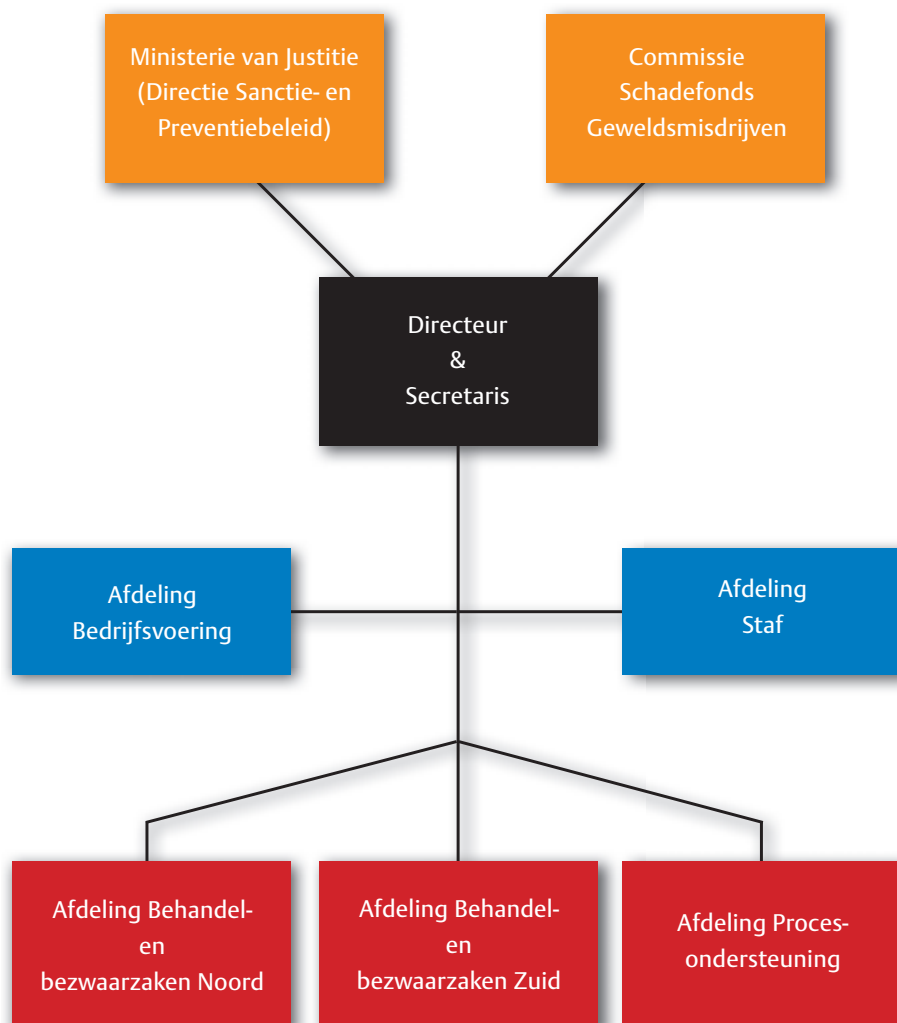 Ministerie van Justitie
(Directie Sanctie- en
Preventiebeleid)
Commissie
Schadefonds
Geweldsmisdrijven
Directeur
&
Secretaris
Afdeling
Bedrijfsvoering
Afdeling
Staf
Afdeling Behandel-
en
bezwaarzaken Noord
Afdeling Behandel-
en
bezwaarzaken Zuid
Afdeling Proces-
ondersteuning